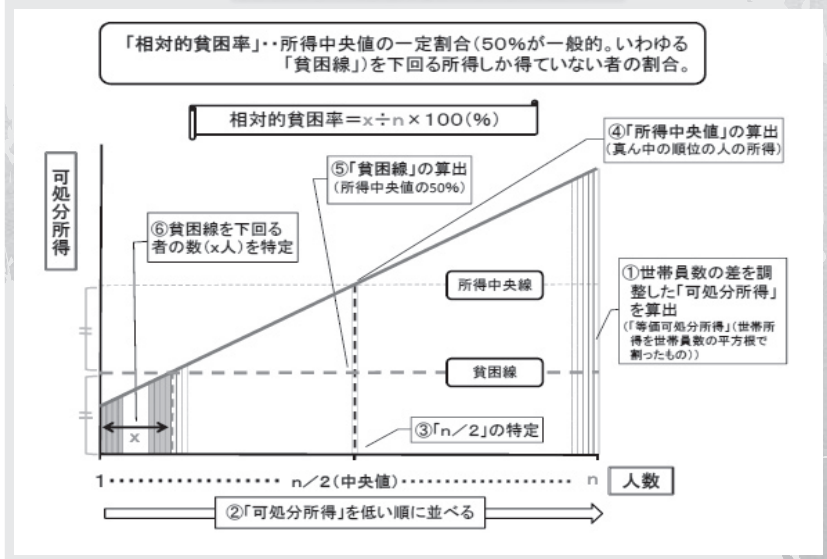 「相対的貧困率」･･所得中央値の一定割合(50%が一般的。いわゆる
「貧困線」)を下回る所得しか得ていない者の割合。
相対的貧困率=x÷n×100(%)
④「所得中央値」の算出
(真ん中の順位の人の所得)
⑤「貧困線」の算出
(所得中央値の50%)
可処分所得
⑥貧困線を下回る
者の数(x人)を特定
所得中央線
①世帯員数の差を調
整した「可処分所得」
を算出
(「等価可処分所得」(世帯所
得を世帯員数の平方根で
割ったもの))
貧困線
x
③「n/2」の特定
1･･････････････････ n/2(中央値)･･････････････････････ n 人数
②「可処分所得」を低い順に並べる